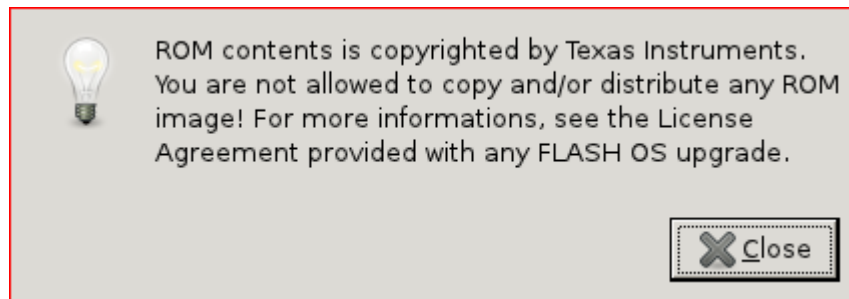 ROM contents is copyrighted by Texas Instruments.
You are not allowed to copy and/or distribute any ROM
image! For more informations, see the License
Agreement provided with any FLASH OS upgrade.
Close